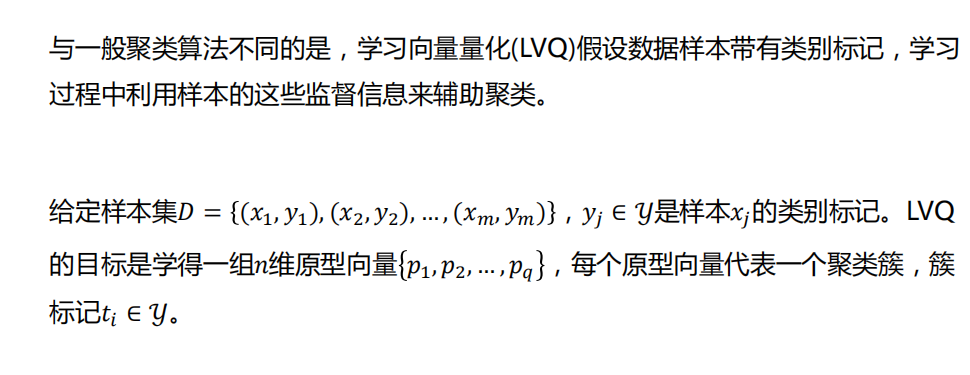 与一般聚类算法不同的是，学习向量量化(LVQ)假设数据样本带有类别标记，学习
过程中利用样本的这些监督信息来辅助聚类。
给定样本集D = {(x₁, y₁), (x₂, y₂), …, (xₘ, yₘ)}，yⱼ ∈ 𝒴是样本xⱼ的类别标记。LVQ
的目标是学得一组n维原型向量{p₁, p₂, …, p_q}，每个原型向量代表一个聚类簇，簇
标记tᵢ ∈ 𝒴。